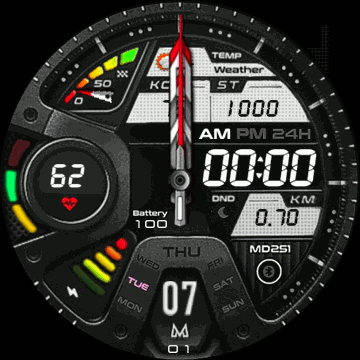 TEMP
Weather
50
0
ST
1000
AM PM 24H
00:00
62
DND
KM
0.70
Battery
100
MD251
THU
WED FRI
TUE SAT
MON SUN
07
01